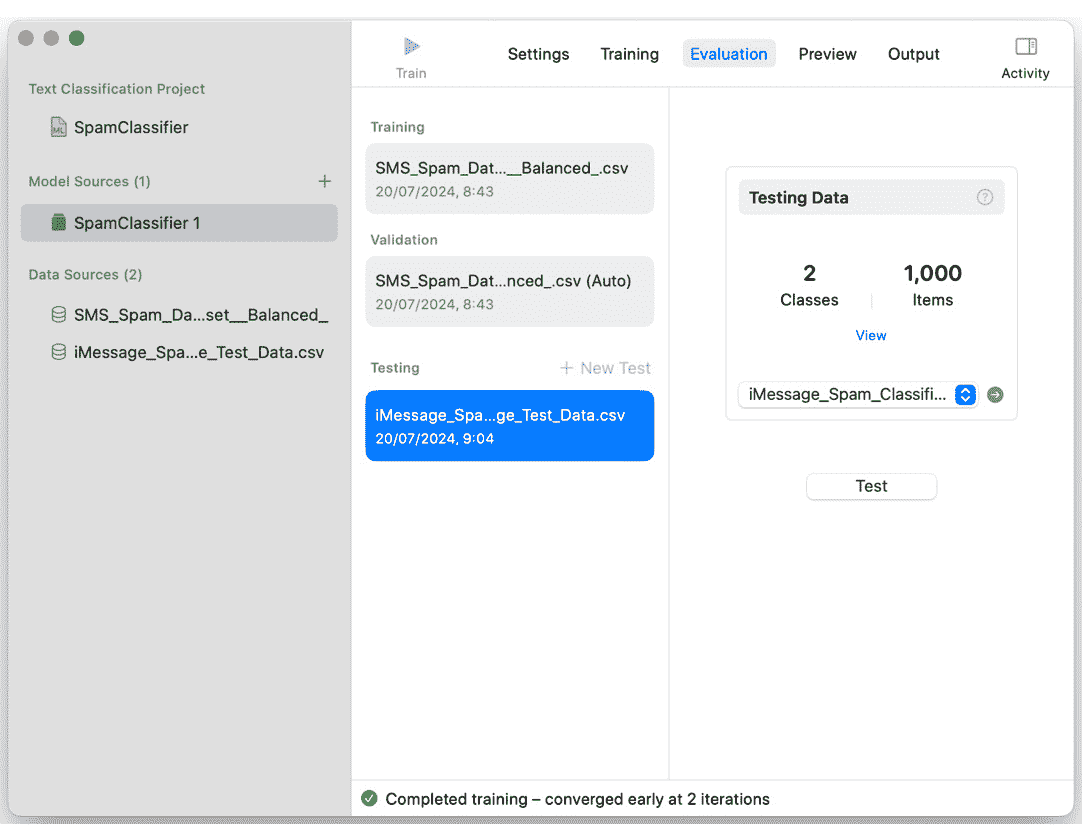 Train
Settings
Training
Evaluation
Preview
Output
Activity
Text Classification Project
ML
SpamClassifier
Model Sources (1)
+
SpamClassifier 1
Data Sources (2)
SMS_Spam_Da...set__Balanced_
iMessage_Spa...e_Test_Data.csv
Training
SMS_Spam_Dat...__Balanced_.csv
20/07/2024, 8:43
Validation
SMS_Spam_Dat...nced_.csv (Auto)
20/07/2024, 8:43
Testing
+ New Test
iMessage_Spa...ge_Test_Data.csv
20/07/2024, 9:04
Testing Data
?
2
Classes
1,000
Items
View
iMessage_Spam_Classifi...
Test
Completed training – converged early at 2 iterations